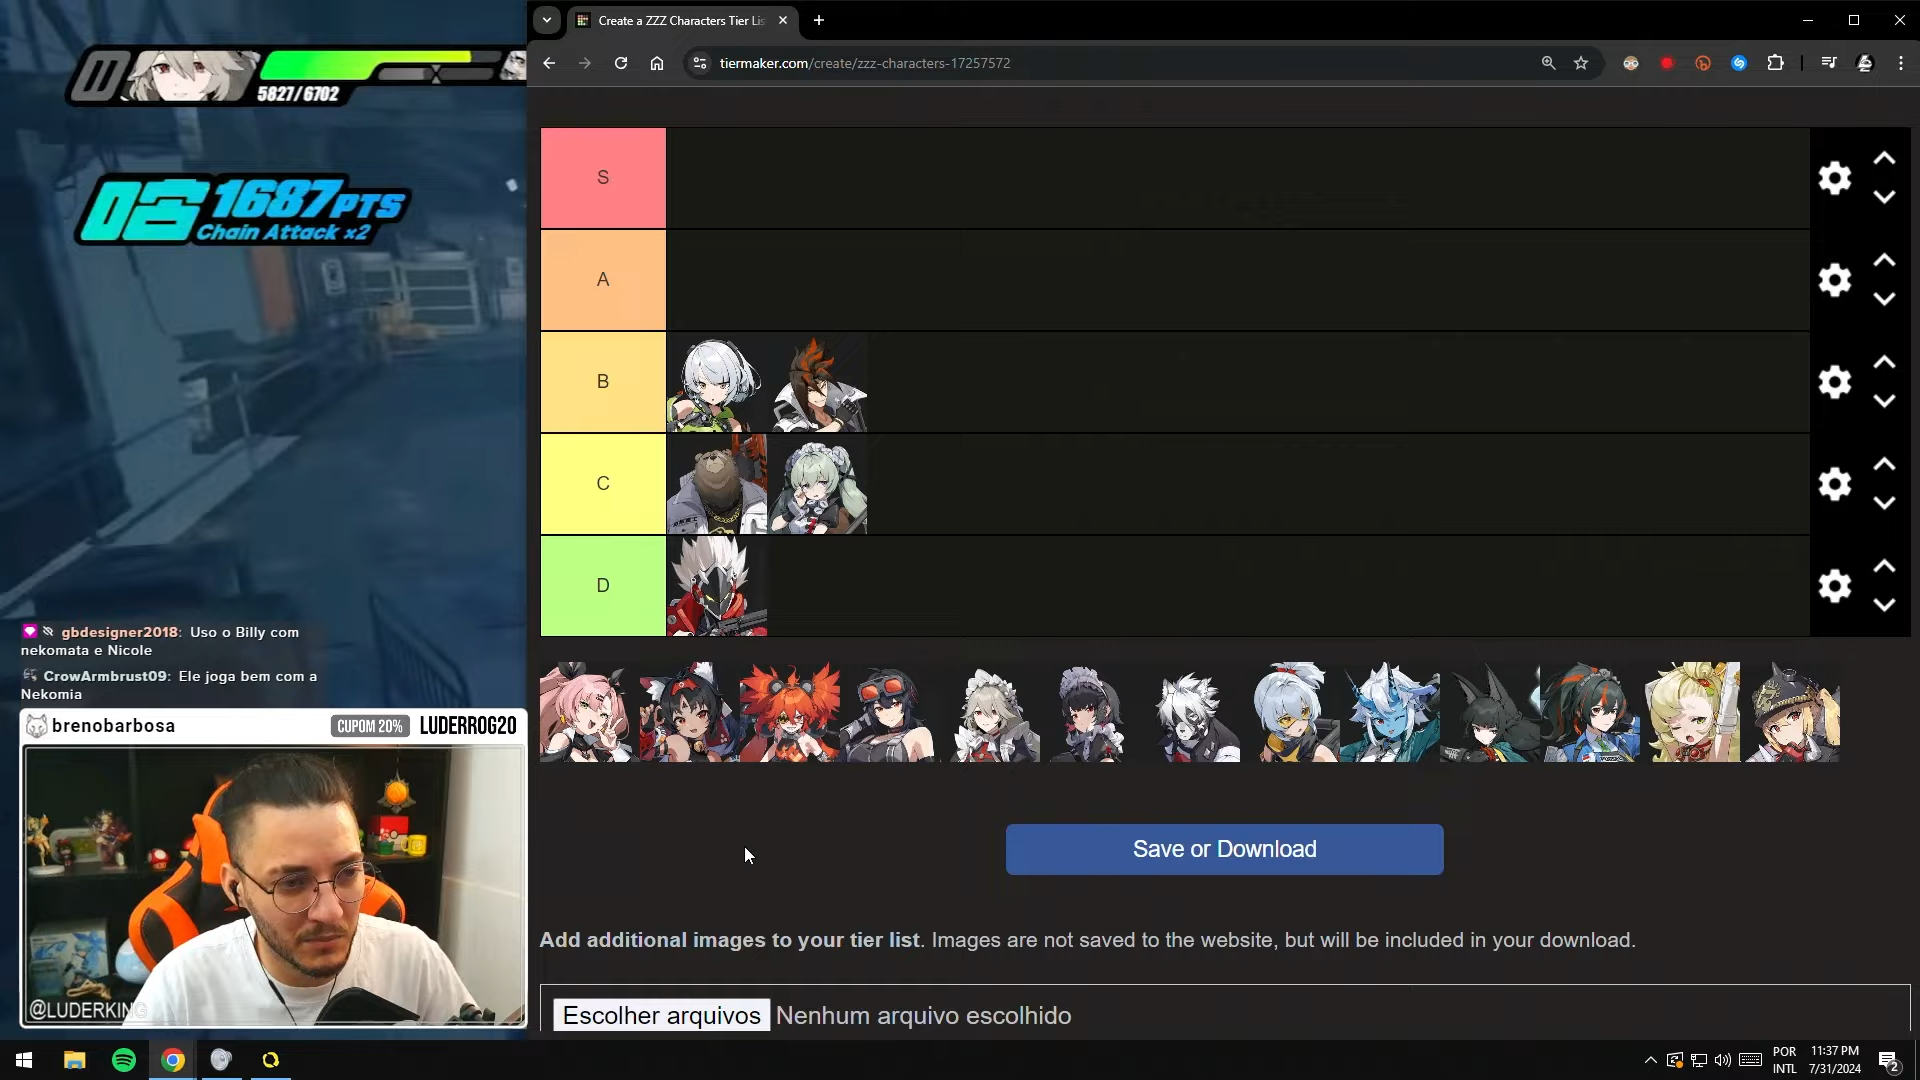 Create a ZZZ Characters Tier Lis
tiermaker.com/create/zzz-characters-17257572
5827/6702
哈 1687PTS
Chain Attack ×2
S
A
B
C
D
gbdesigner2018: Uso o Billy com
nekomata e Nicole
CrowArmbrust09: Ele joga bem com a
Nekomia
brenobarbosa CUPOM 20% LUDERROG20
@LUDERKING
Save or Download
Add additional images to your tier list. Images are not saved to the website, but will be included in your download.
Escolher arquivos Nenhum arquivo escolhido
POR
INTL
11:37 PM
7/31/2024
2